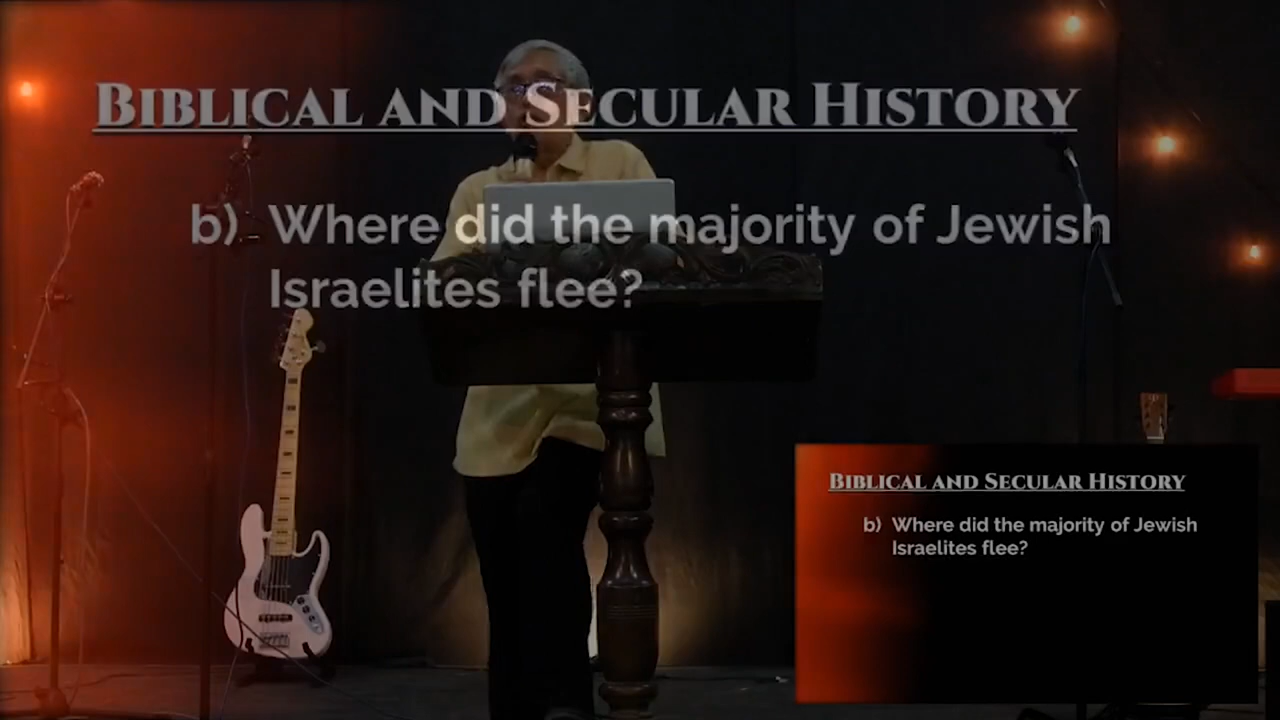 BIBLICAL AND SECULAR HISTORY
b) Where did the majority of Jewish
Israelites flee?
BIBLICAL AND SECULAR HISTORY
b) Where did the majority of Jewish
Israelites flee?